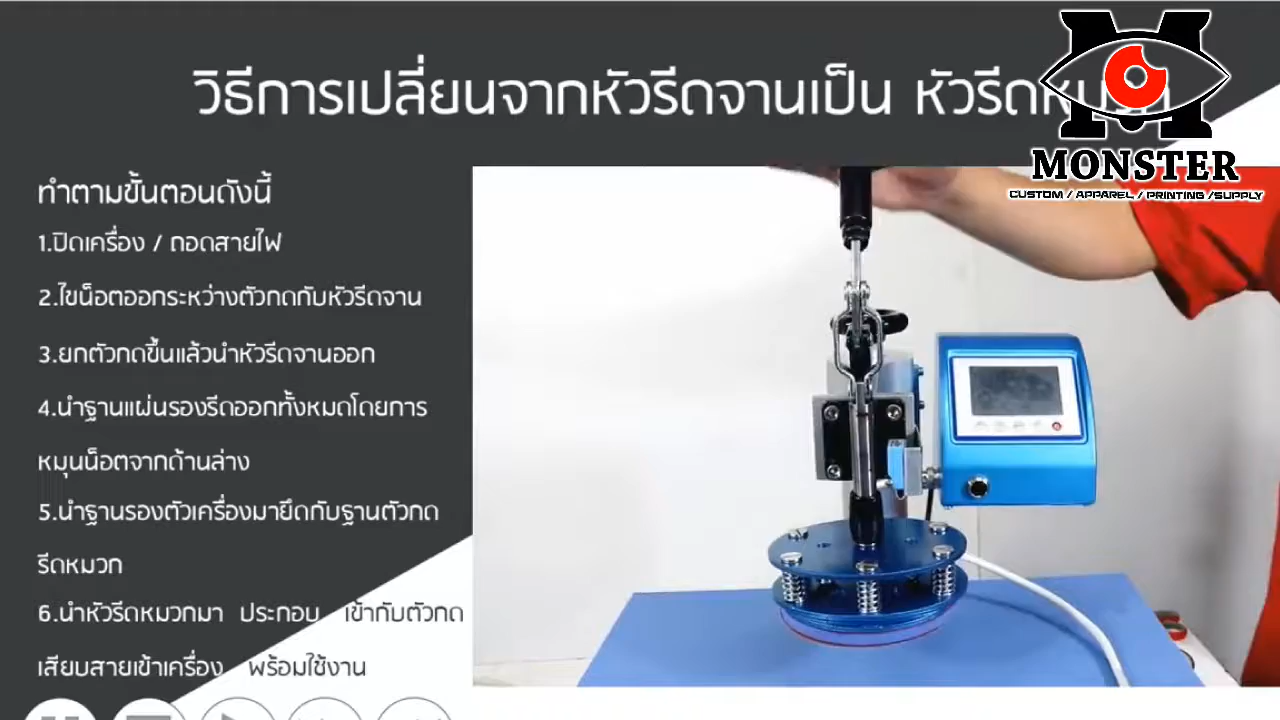 วิธีการเปลี่ยนจากหัวรีดจานเป็น หัวรีด
MONSTER
CUSTOM / APPAREL / PRINTING /SUPPLY
ทำตามขั้นตอนดังนี้
1.ปิดเครื่อง / ถอดสายไฟ
2.ไขน็อตออกระหว่างตัวกดกับหัวรีดจาน
3.ยกตัวกดขึ้นแล้วนำหัวรีดจานออก
4.นำฐานแผ่นรองรีดออกทั้งหมดโดยการ
หมุนน็อตจากด้านล่าง
5.นำฐานรองตัวเครื่องมายึดกับฐานตัวกด
รีดหมวก
6.นำหัวรีดหมวกมา ประกอบ เข้ากับตัวกด
เสียบสายเข้าเครื่อง พร้อมใช้งาน